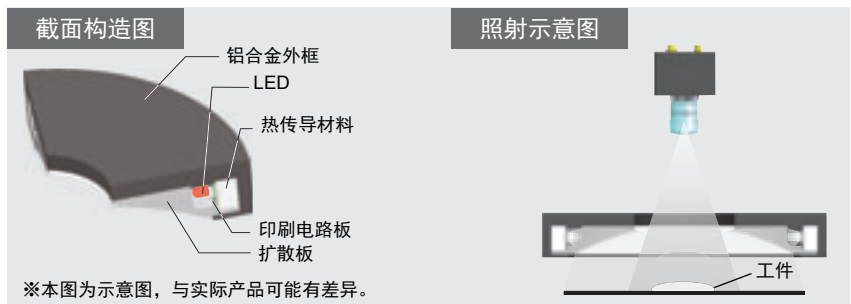 截面构造图
铝合金外框
LED
热传导材料
印刷电路板
扩散板
※本图为示意图，与实际产品可能有差异。
照射示意图
工件